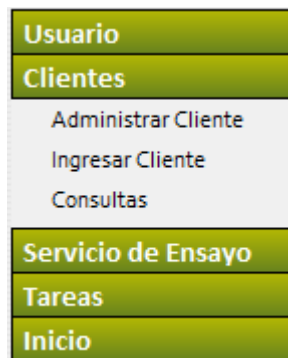 Usuario
Clientes
Administrar Cliente
Ingresar Cliente
Consultas
Servicio de Ensayo
Tareas
Inicio